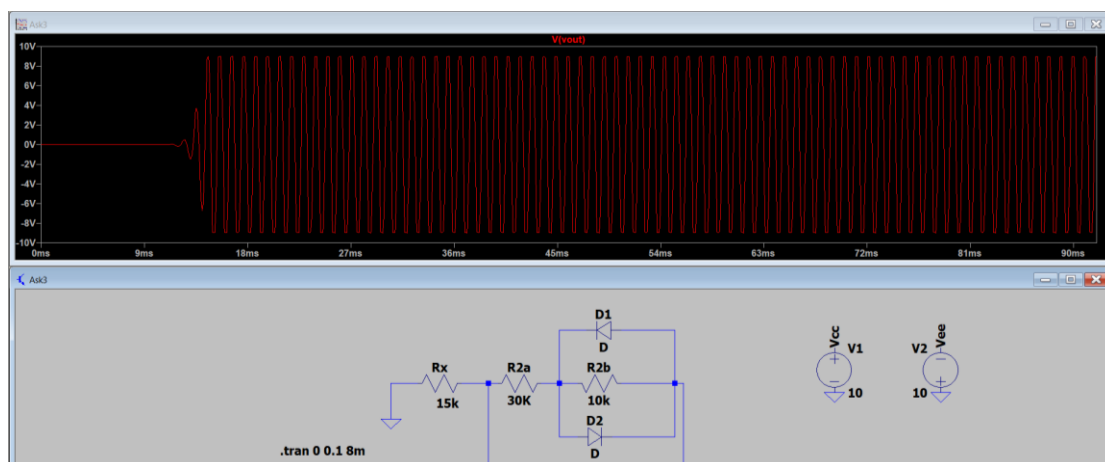 Ask3
V(vout)
10V
8V
6V
4V
2V
0V
-2V
-4V
-6V
-8V
-10V
0ms 9ms 18ms 27ms 36ms 45ms 54ms 63ms 72ms 81ms 90ms
Ask3
D1
D
Rx R2a R2b
15k 30K 10k
D2
D
Vcc Vee
V1 V2
10 10
.tran 0 0.1 8m